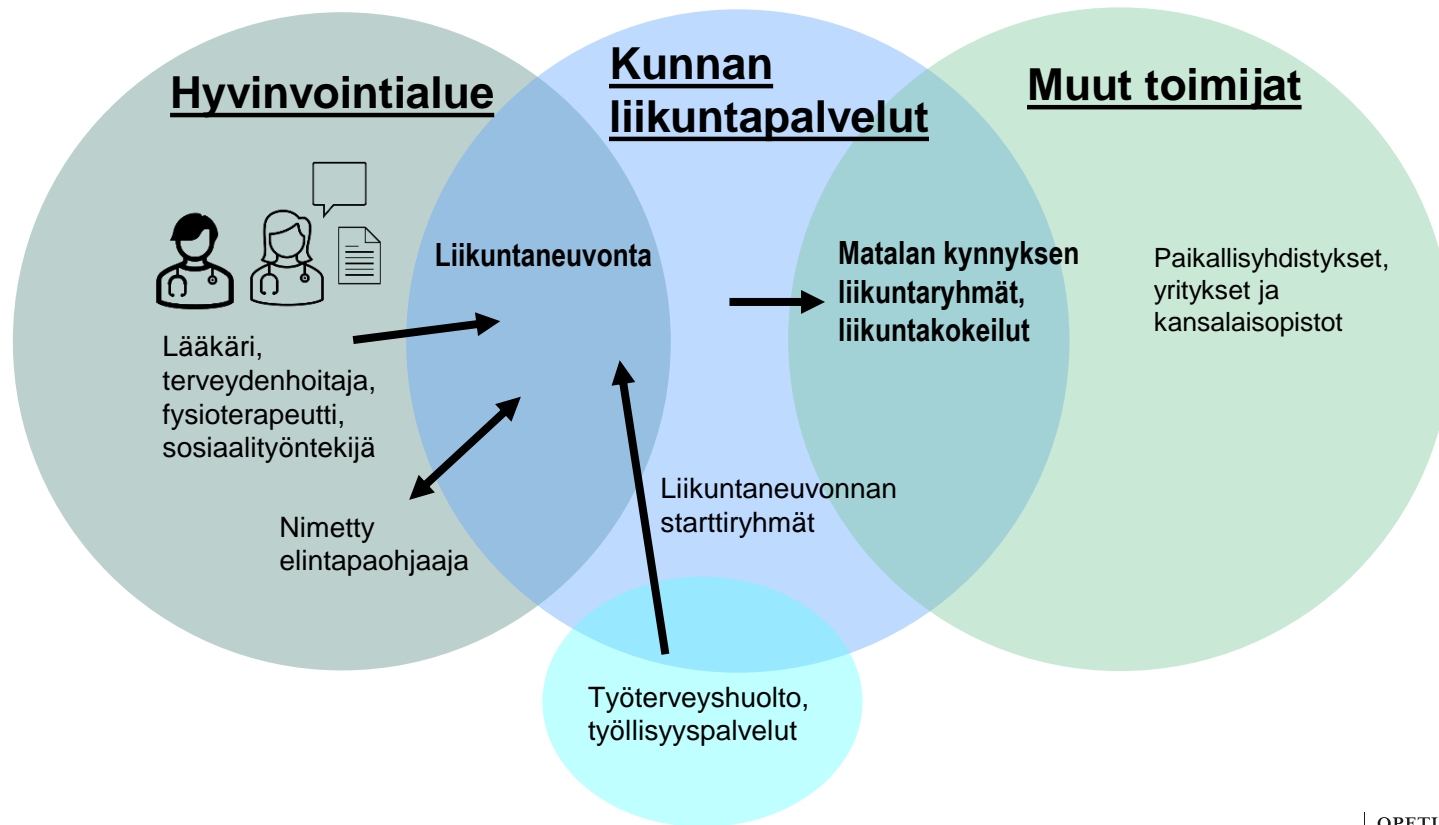 Hyvinvointialue
Kunnan
liikuntapalvelut
Muut toimijat
Liikuntaneuvonta
Matalan kynnyksen
liikuntaryhmät,
liikuntakokeilut
Paikallisyhdistykset,
yritykset ja
kansalaisopistot
Lääkäri,
terveydenhoitaja,
fysioterapeutti,
sosiaalityöntekijä
Nimetty
elintapaohjaaja
Liikuntaneuvonnan
starttiryhmät
Työterveyshuolto,
työllisyyspalvelut